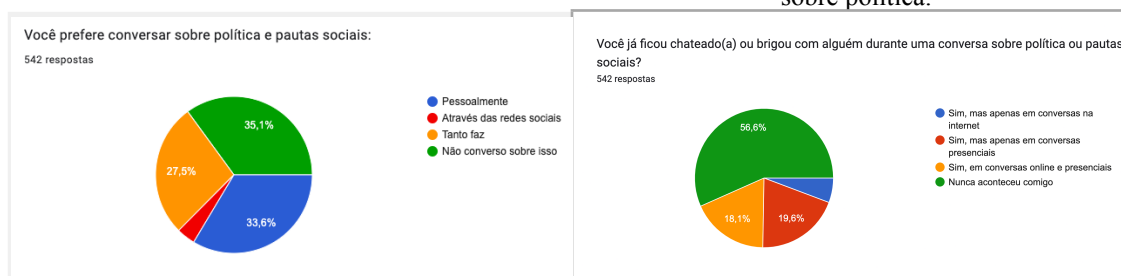 sobre política.
Você prefere conversar sobre política e pautas sociais:
542 respostas
35,1%
27,5%
33,6%
Pessoalmente
Através das redes sociais
Tanto faz
Não converso sobre isso
Você já ficou chateado(a) ou brigou com alguém durante uma conversa sobre política ou pautas
sociais?
542 respostas
56,6%
18,1%
19,6%
Sim, mas apenas em conversas na
internet
Sim, mas apenas em conversas
presenciais
Sim, em conversas online e presenciais
Nunca aconteceu comigo